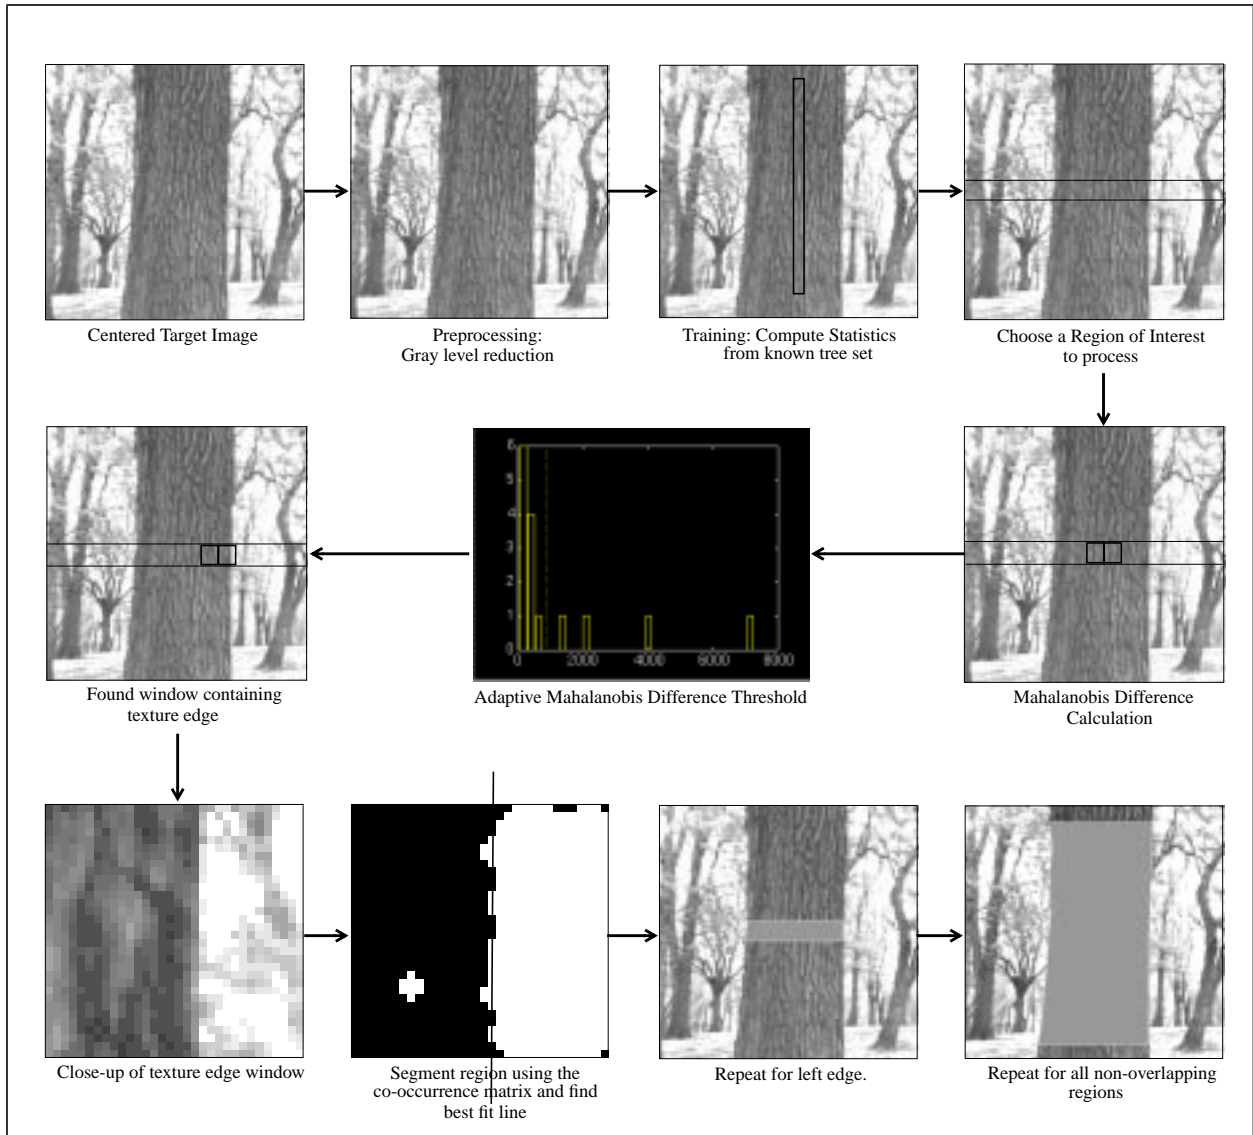 Centered Target Image
Preprocessing:
Gray level reduction
Training: Compute Statistics
from known tree set
Choose a Region of Interest
to process
Found window containing
texture edge
6
5
4
3
2
1
0
0 2000 4000 6000 8000
Adaptive Mahalanobis Difference Threshold
Mahalanobis Difference
Calculation
Close-up of texture edge window
Segment region using the
co-occurrence matrix and find
best fit line
Repeat for left edge.
Repeat for all non-overlapping
regions